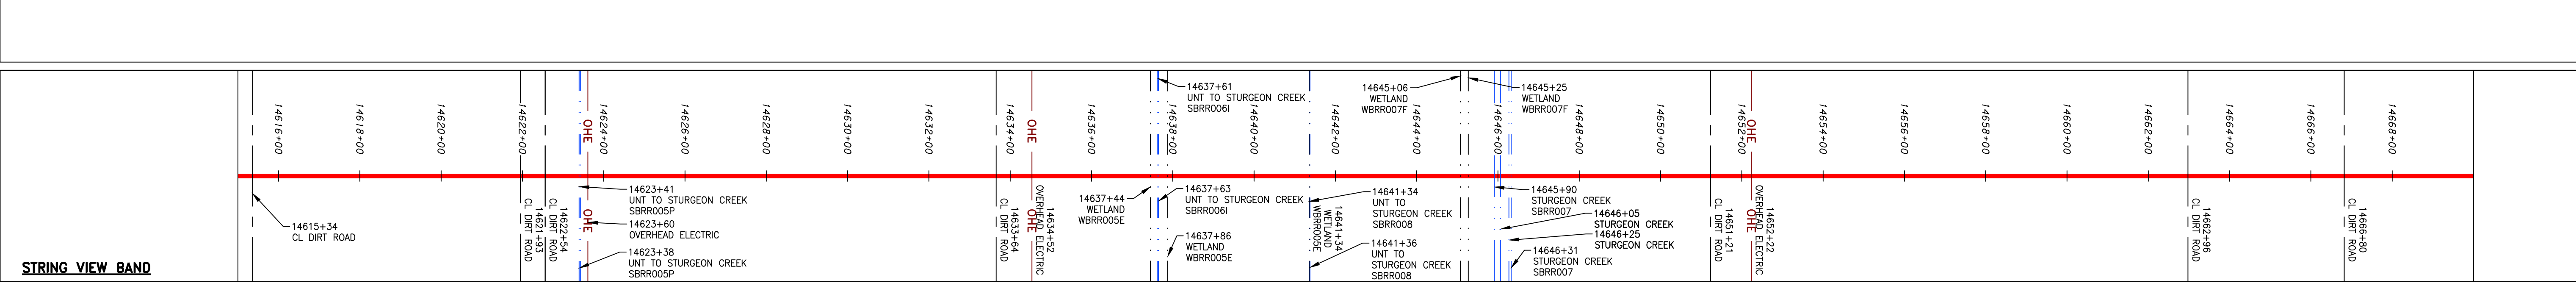 14616+00
14618+00
14620+00
14622+00
14624+00
14626+00
14628+00
14630+00
14632+00
14634+00
14636+00
14638+00
14640+00
14642+00
14644+00
14646+00
14648+00
14650+00
14652+00
14654+00
14656+00
14658+00
14660+00
14662+00
14664+00
14666+00
14668+00
OHE
OHE
OHE
14637+61
UNT TO STURGEON CREEK
SBRR006I
14645+06
WETLAND
WBRR007F
14645+25
WETLAND
WBRR007F
14615+34
CL DIRT ROAD
14621+93
CL DIRT ROAD
14622+54
CL DIRT ROAD
OHE
14623+41
UNT TO STURGEON CREEK
SBRR005P
14623+60
OVERHEAD ELECTRIC
14623+38
UNT TO STURGEON CREEK
SBRR005P
14633+64
CL DIRT ROAD
OHE
14634+52
OVERHEAD ELECTRIC
14637+44
WETLAND
WBRR005E
14637+63
UNT TO STURGEON CREEK
SBRR006I
14637+86
WETLAND
WBRR005E
14641+34
WETLAND
WBRR005E
14641+34
UNT TO
STURGEON CREEK
SBRR008
14641+36
UNT TO
STURGEON CREEK
SBRR008
14645+90
STURGEON CREEK
SBRR007
14646+05
STURGEON CREEK
14646+25
STURGEON CREEK
14646+31
STURGEON CREEK
SBRR007
14651+21
CL DIRT ROAD
OHE
14652+22
OVERHEAD ELECTRIC
14662+96
CL DIRT ROAD
14666+80
CL DIRT ROAD
STRING VIEW BAND